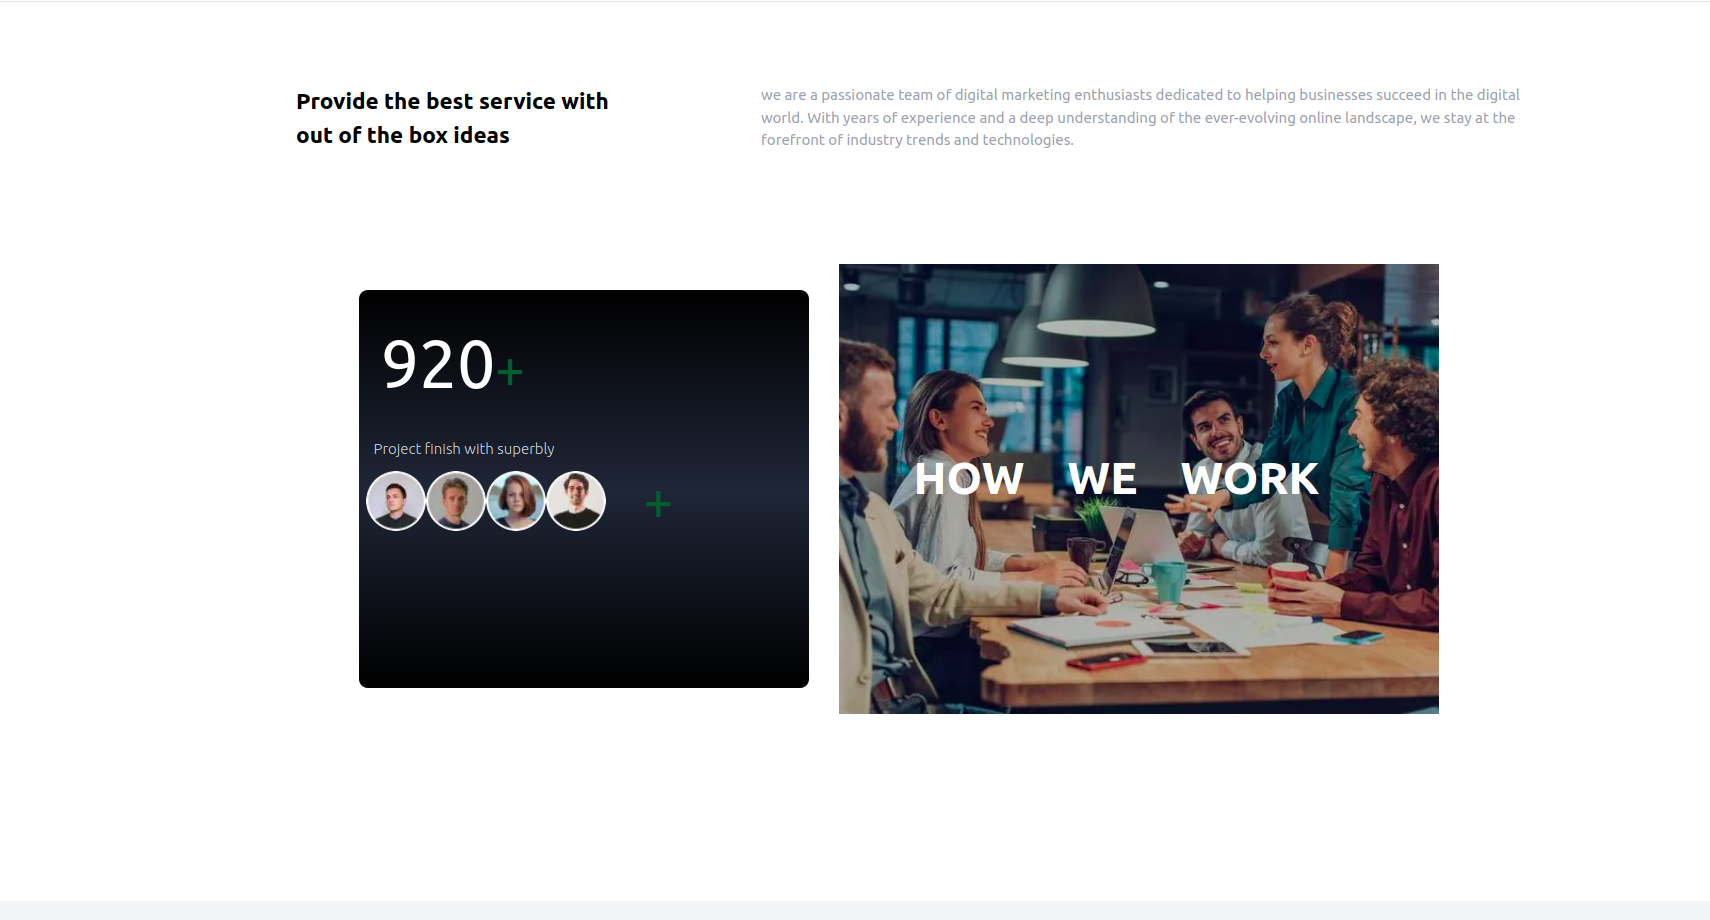 Provide the best service with
out of the box ideas
we are a passionate team of digital marketing enthusiasts dedicated to helping businesses succeed in the digital
world. With years of experience and a deep understanding of the ever-evolving online landscape, we stay at the
forefront of industry trends and technologies.
920+
Project finish with superbly
+
HOW WE WORK